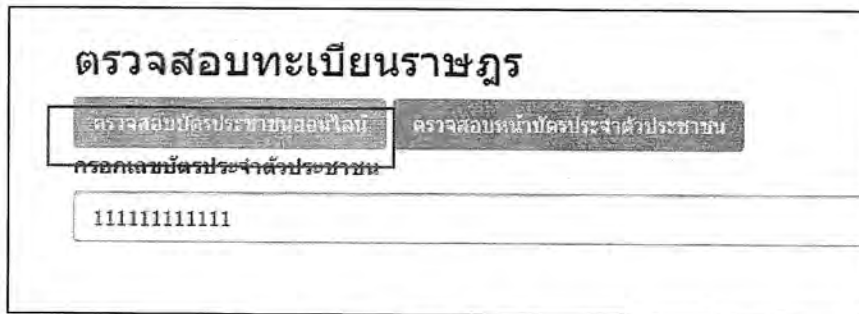 ตรวจสอบทะเบียนราษฎร
ตรวจสอบบัตรประชาชนออนไลน์ ตรวจสอบหน้าบัตรประจำตัวประชาชน
กรอกเลขบัตรประจำตัวประชาชน
111111111111